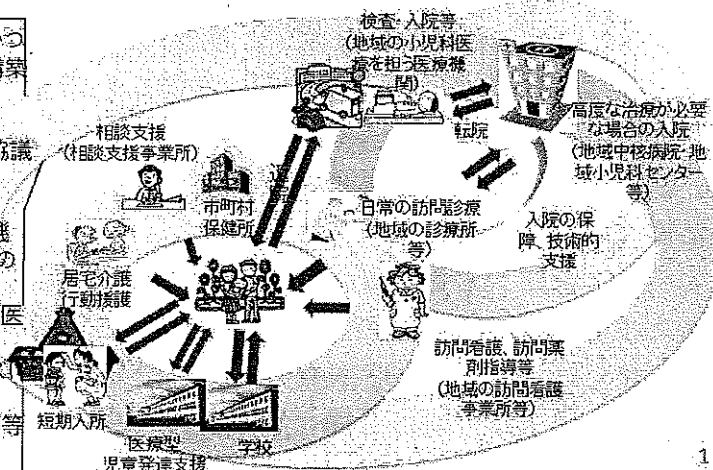 つ
築
協議
の
医
等
検査・入院等
(地域の小児科医
療を担う医療機
関)
転院
高度な治療が必要
な場合の入院
(地域中核病院・地
域小児科センター
等)
相談支援
(相談支援事業所)
市町村
保健所
日常の訪問診療
(地域の診療所
等)
入院の保
障、技術的
支援
居宅介護
行動援護
訪問看護、訪問薬
剤指導等
(地域の訪問看護
事業所等)
短期入所
医療型
児童発達支援
学校
1